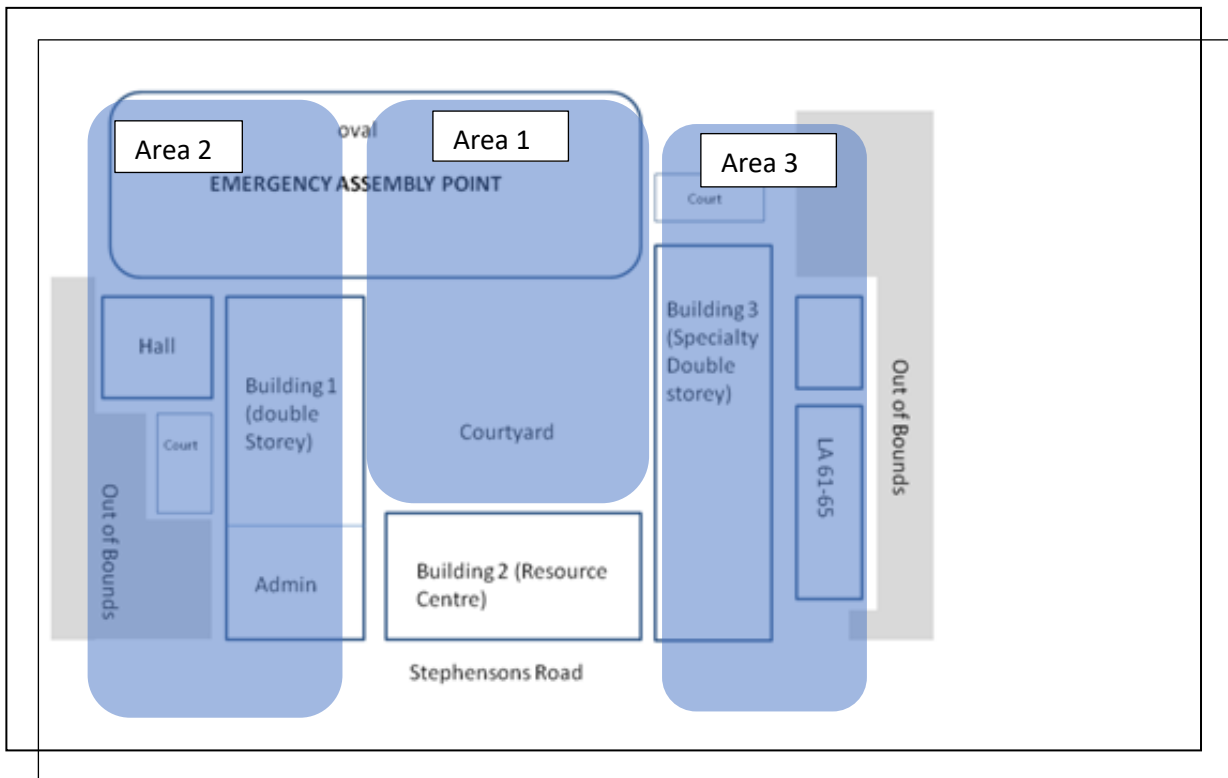 oval
Area 2
Area 1
Area 3
EMERGENCY ASSEMBLY POINT
Court
Hall
Building 1
(double
Storey)
Court
Out of Bounds
Admin
Courtyard
Building 2 (Resource
Centre)
Building 3
(Specialty
Double
storey)
LA 61-65
Out of Bounds
Stephensons Road